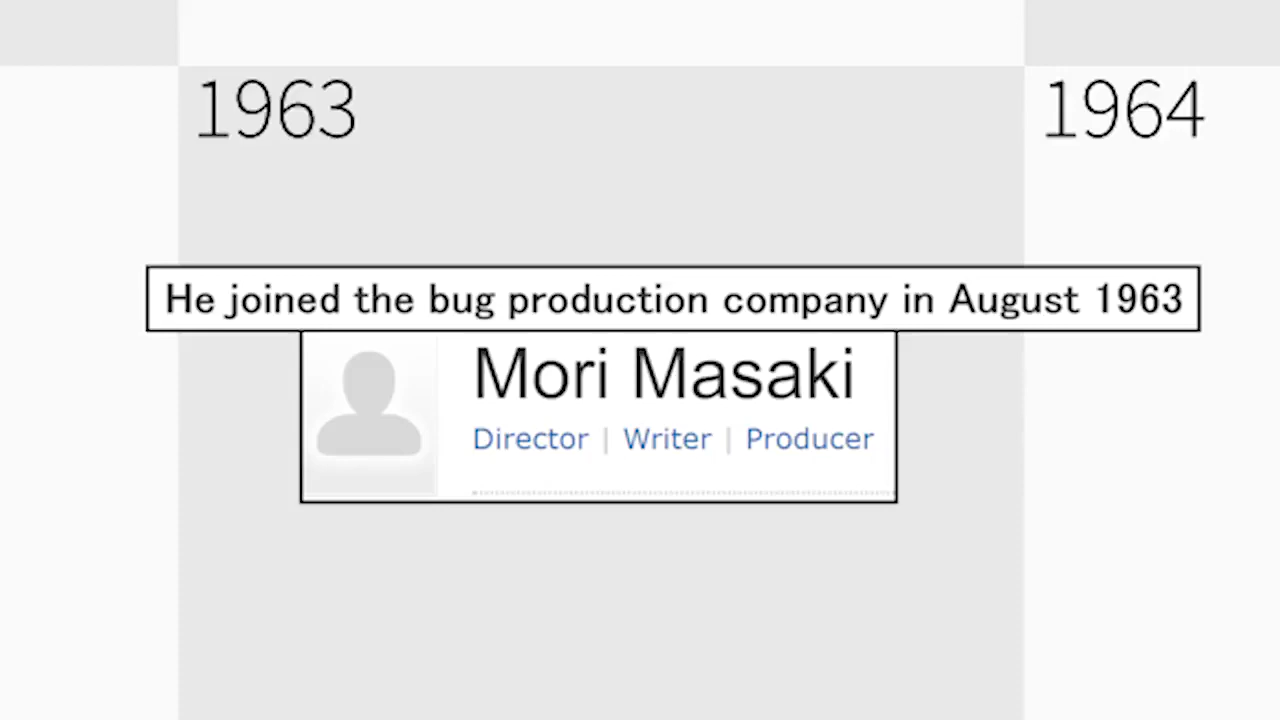 1963
1964
He joined the bug production company in August 1963
Mori Masaki
Director | Writer | Producer